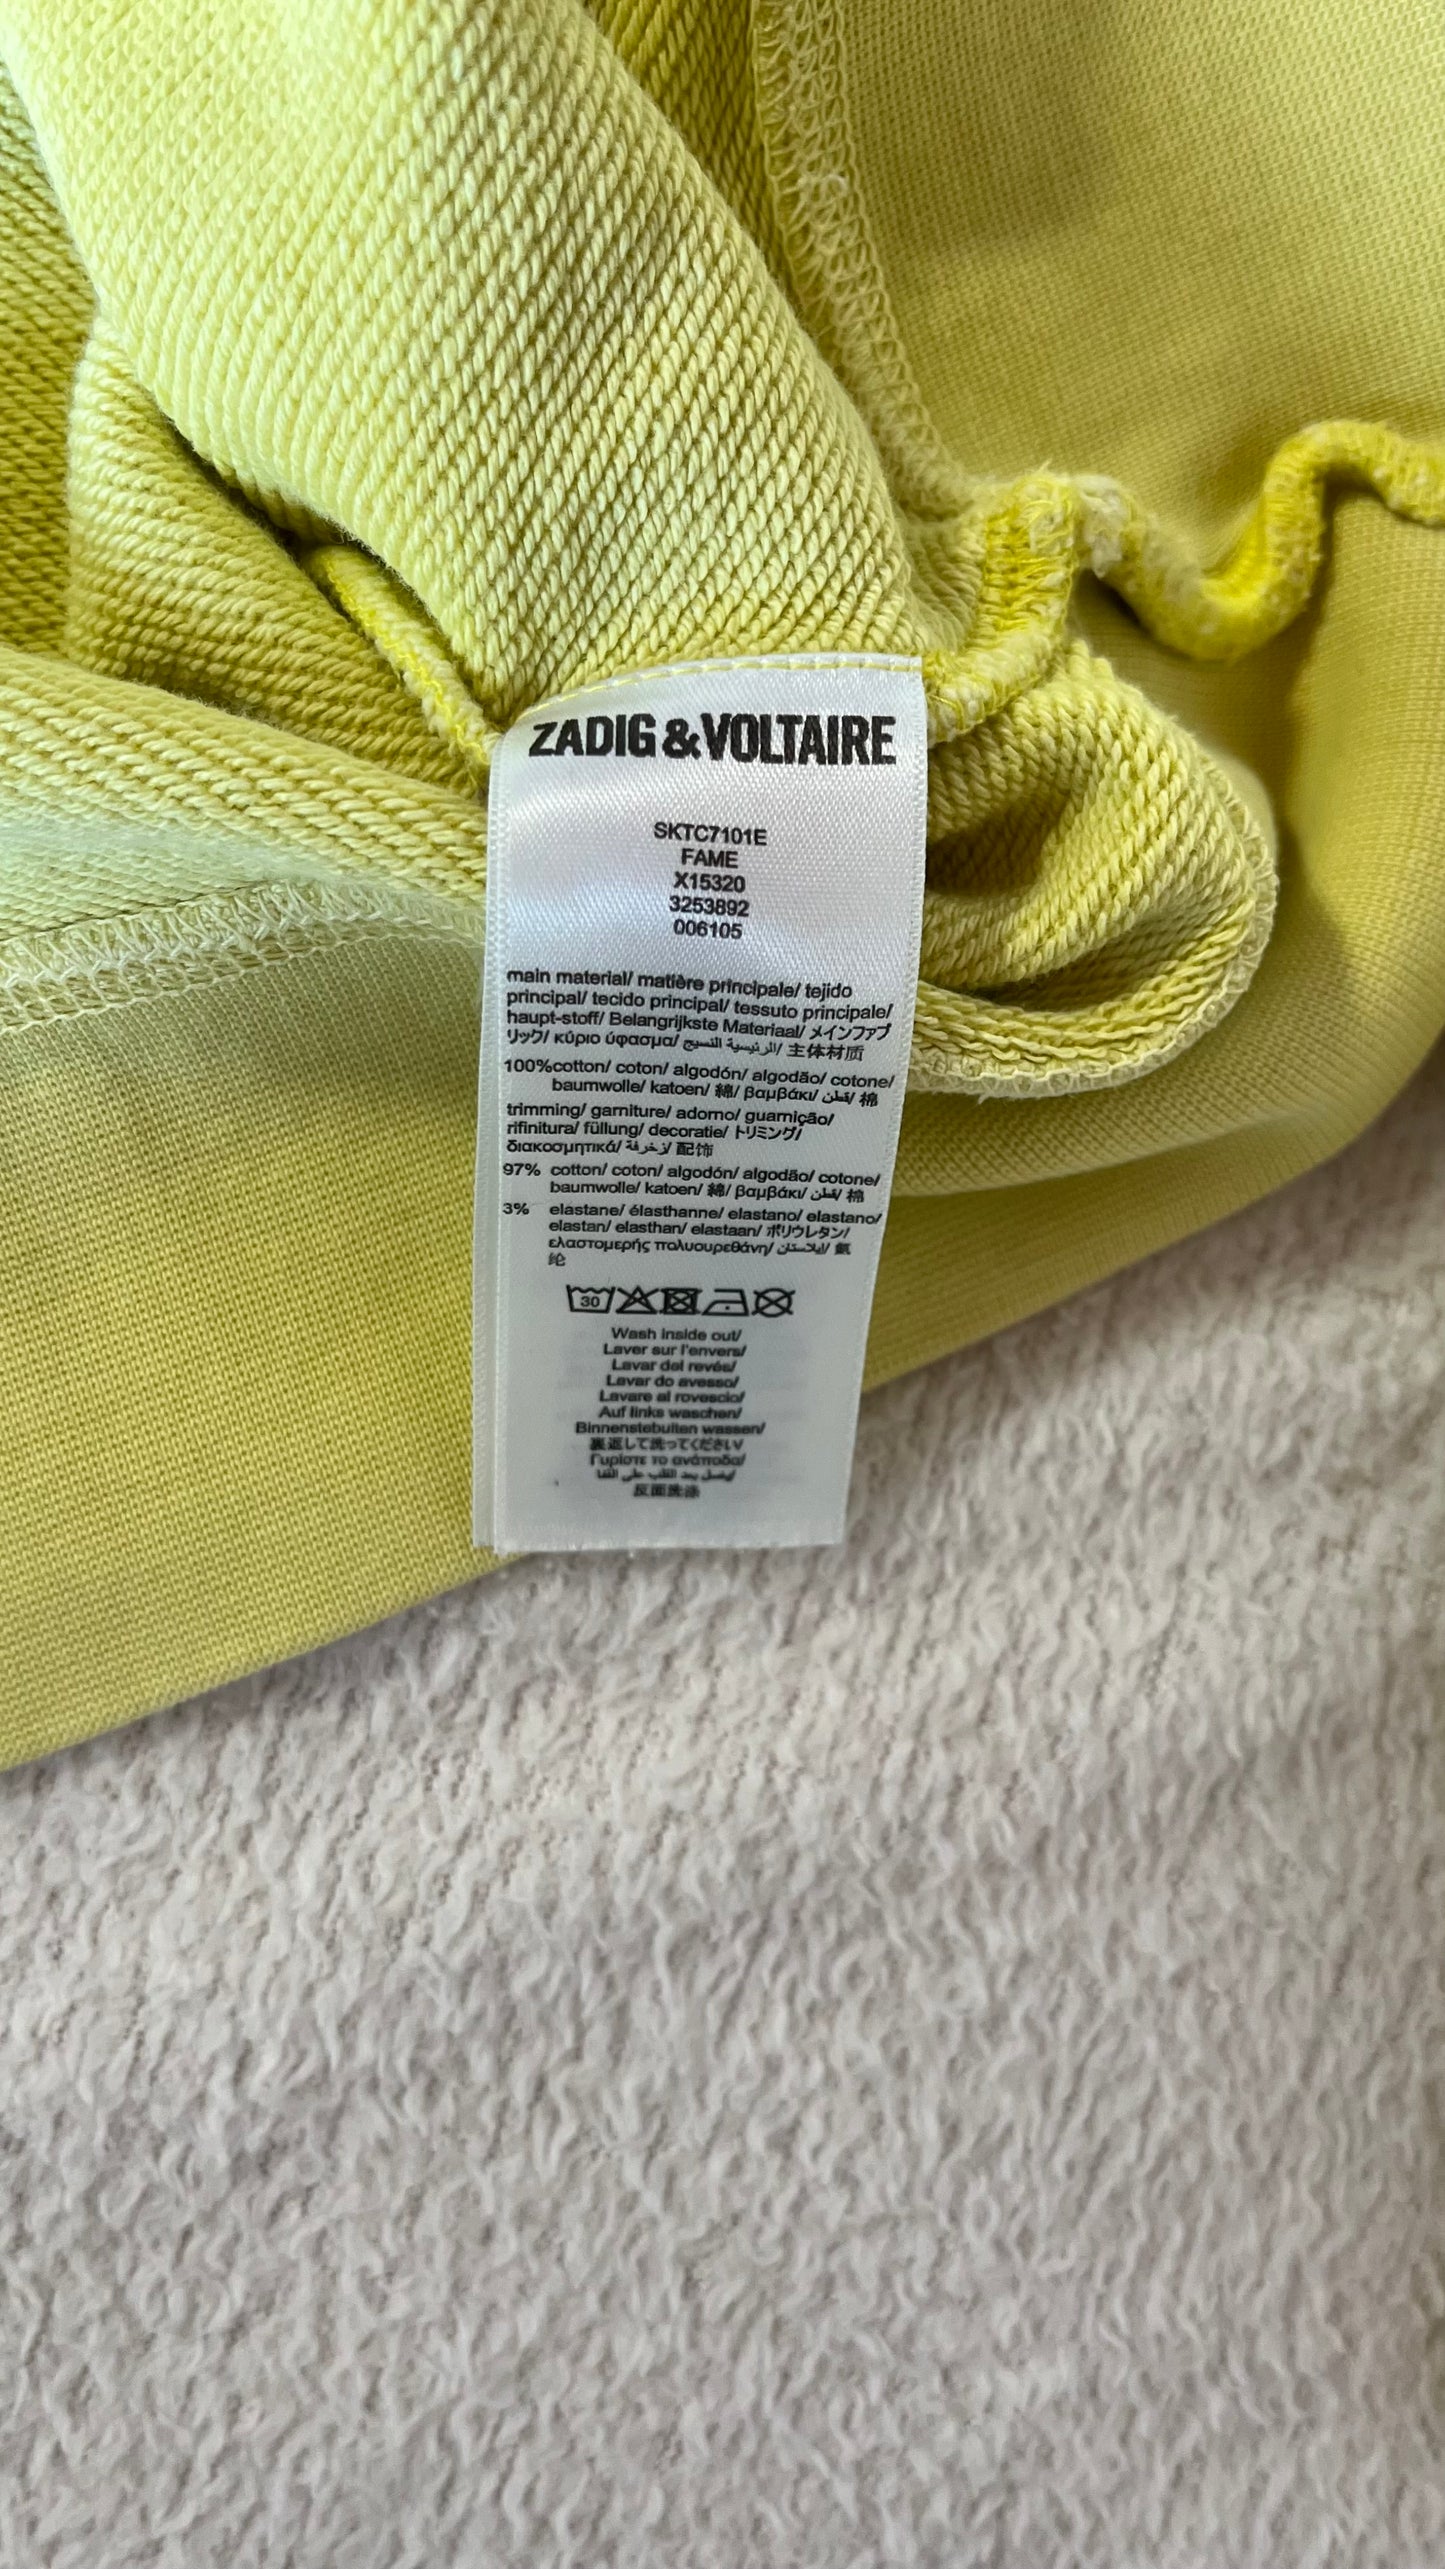 ZADIG & VOLTAIRE
SKTC7101E
FAME
X15320
3253892
006105
main material/ matière principale/ tejido
principal/ tecido principal/ tessuto principale/
haupt-stoff/ Belangrijkste Materiaal/ メインファブ
リック/ κύριο ύφασμα/ الرئيسية النسيج/ 主体材质
100%cotton/ coton/ algodón/ algodão/ cotone/
baumwolle/ katoen/ 綿/ βαμβάκι/ قطن/ 棉
trimming/ garniture/ adorno/ guarnição/
rifinitura/ füllung/ decoratie/ トリミング/
διακοσμητικά/ زخرفة/ 配饰
97% cotton/ coton/ algodón/ algodão/ cotone/
baumwolle/ katoen/ 綿/ βαμβάκι/ قطن/ 棉
3% elastane/ élasthanne/ elastano/ elastano/
elastan/ elasthan/ elastaan/ ポリウレタン/
ελαστομερής πολυουρεθάνη/ إيلاستان/ 氨
纶
30
Wash inside out/
Laver sur l'envers/
Lavar del revés/
Lavar do avesso/
Lavare al rovescio/
Auf links waschen/
Binnenstebuiten wassen/
裏返して洗ってください/
Γυρίστε το ανάποδα/
يغسل بعد القلب على القفا/
反面洗涤